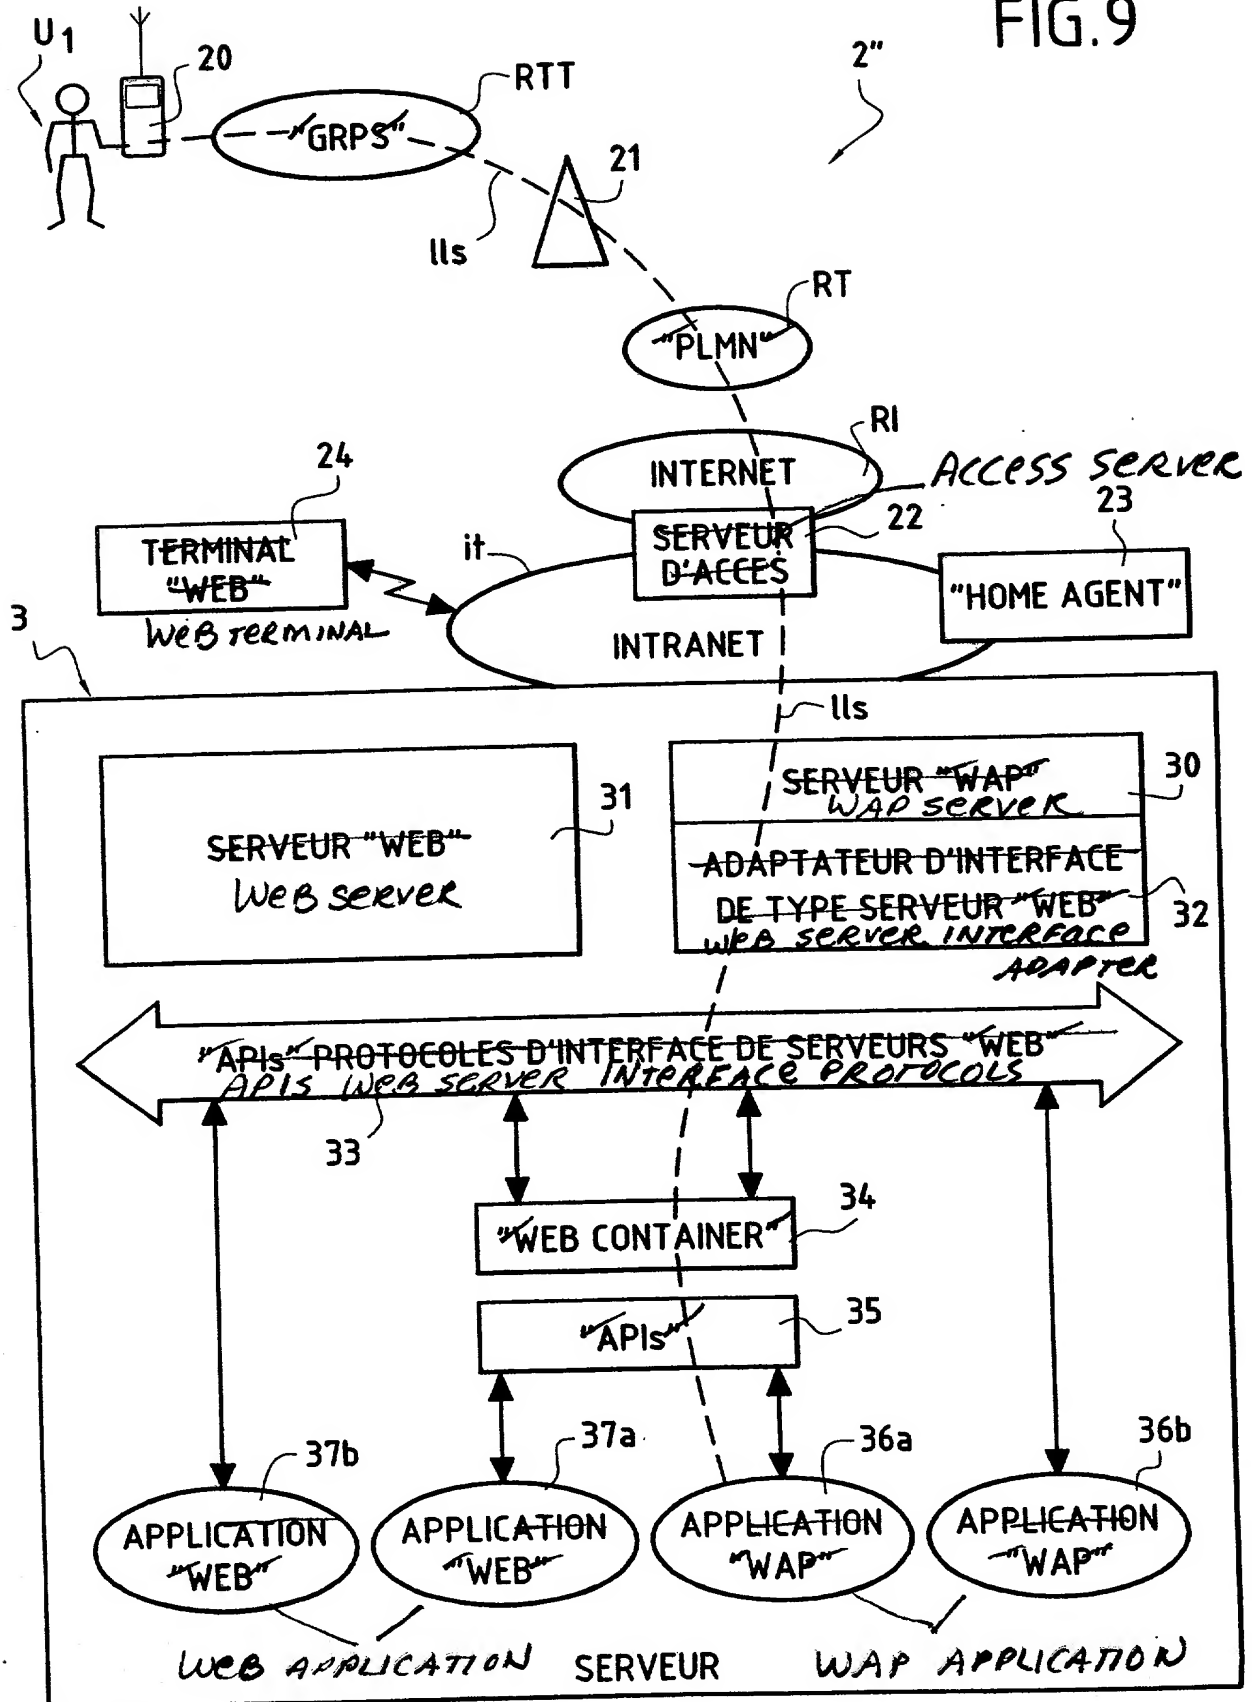 FIG.9
U1
20
RTT
2"
"GRPS"
21
lls
RT
"PLMN"
RI
INTERNET
ACCESS SERVER
24
22
23
SERVEUR
D'ACCES
it
TERMINAL
"WEB"
WEB TERMINAL
"HOME AGENT"
3
INTRANET
lls
30
SERVEUR "WAP"
WAP SERVER
31
SERVEUR "WEB"
WEB SERVER
ADAPTATEUR D'INTERFACE
DE TYPE SERVEUR "WEB"
32
WEB SERVER INTERFACE
ADAPTER
"APIs" PROTOCOLES D'INTERFACE DE SERVEURS "WEB"
APIS WEB SERVER INTERFACE PROTOCOLS
33
34
"WEB CONTAINER"
35
"APIs"
37b
37a
36a
36b
APPLICATION
"WEB"
APPLICATION
"WEB"
APPLICATION
"WAP"
APPLICATION
"WAP"
WEB APPLICATION
SERVEUR
WAP APPLICATION